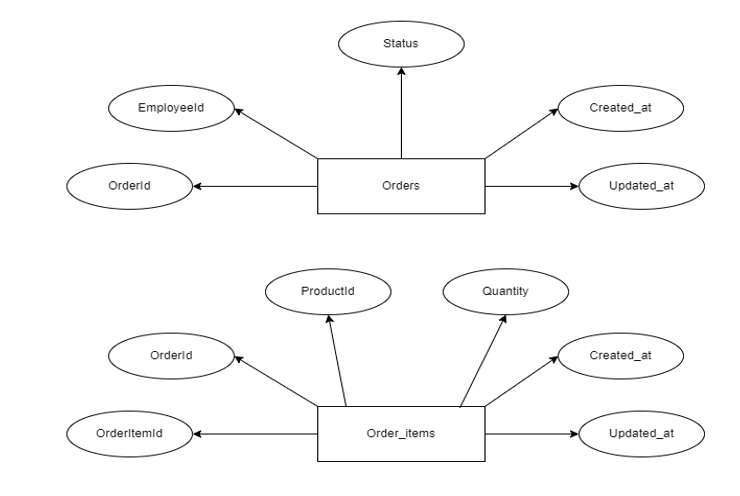 Status
EmployeeId
Created_at
OrderId
Orders
Updated_at
ProductId
Quantity
OrderId
Created_at
OrderItemId
Order_items
Updated_at